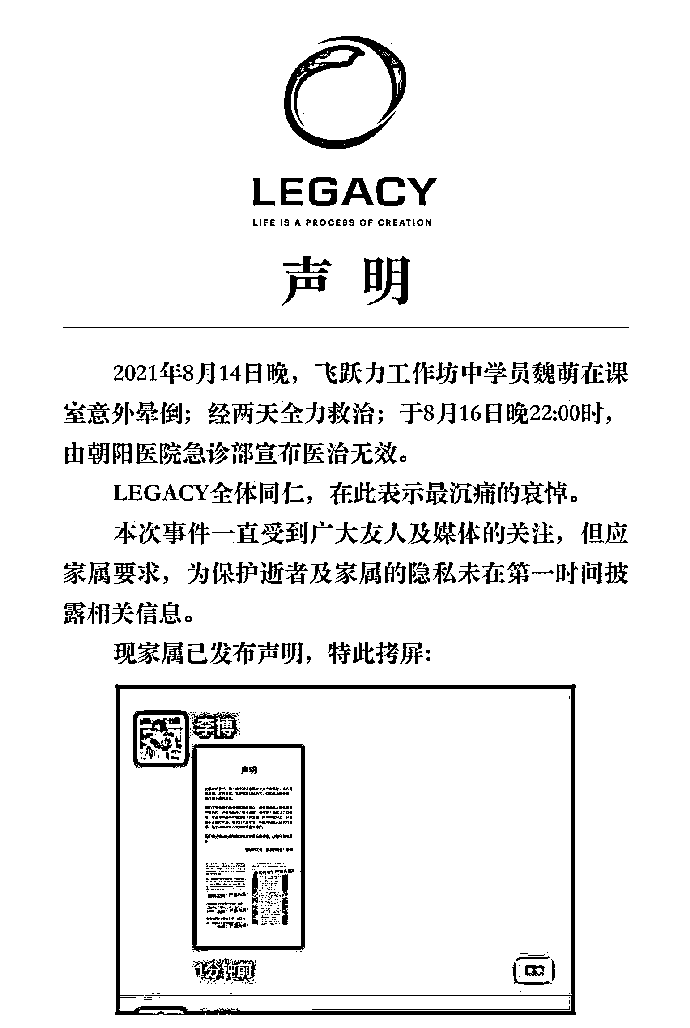 LEGACY
LIFE IS A PROCESS OF CREATION
声 明
2021年8月14日晚，飞跃力工作坊中学员魏萌在课
室意外晕倒；经两天全力救治；于8月16日晚22:00时，
由朝阳医院急诊部宣布医治无效。
LEGACY全体同仁，在此表示最沉痛的哀悼。
本次事件一直受到广大友人及媒体的关注，但应
家属要求，为保护逝者及家属的隐私未在第一时间披
露相关信息。
现家属已发布声明，特此拷屏：
李博
声明
1分钟前